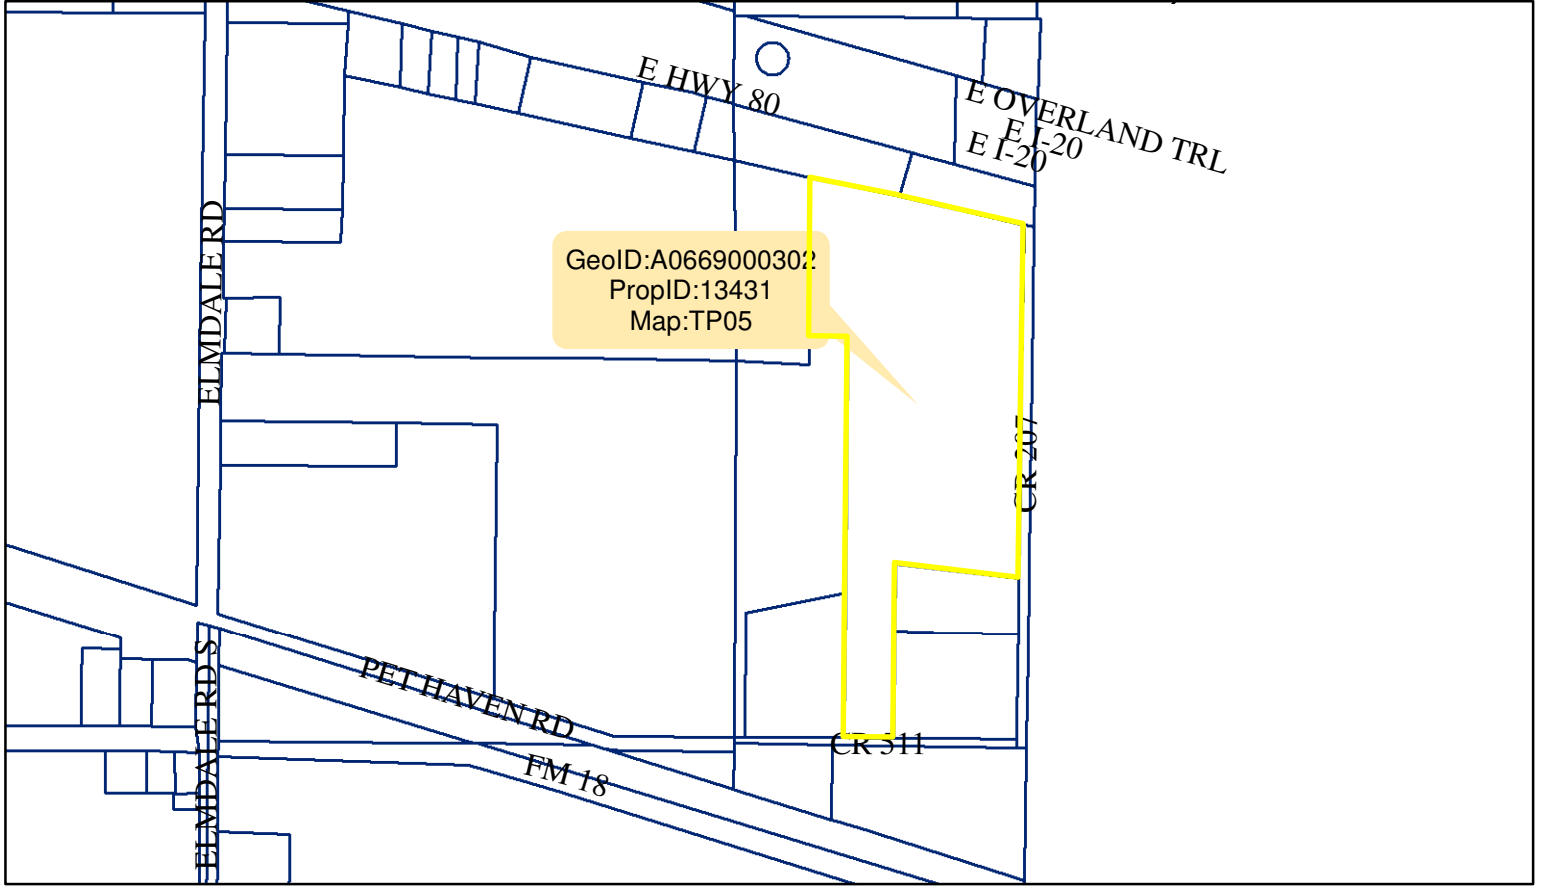 E HWY 80
E OVERLAND TRL
E I-20
E I-20
ELMDALE RD
GeoID:A0669000302
PropID:13431
Map:TP05
CR 207
ELMDALE RD S
PET HAVEN RD
CR 511
FM 18